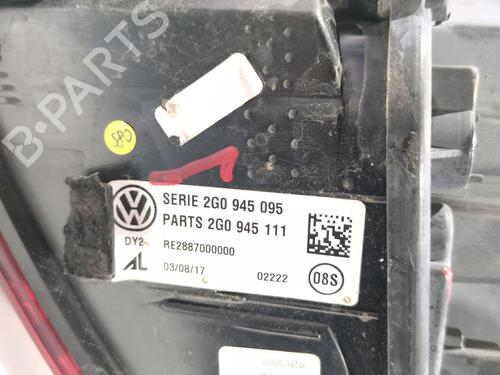 B-PARTS
SERIE 2G0 945 095
PARTS 2G0 945 111
DY2
RE2887000000
AL
03/08/17
02222
08S